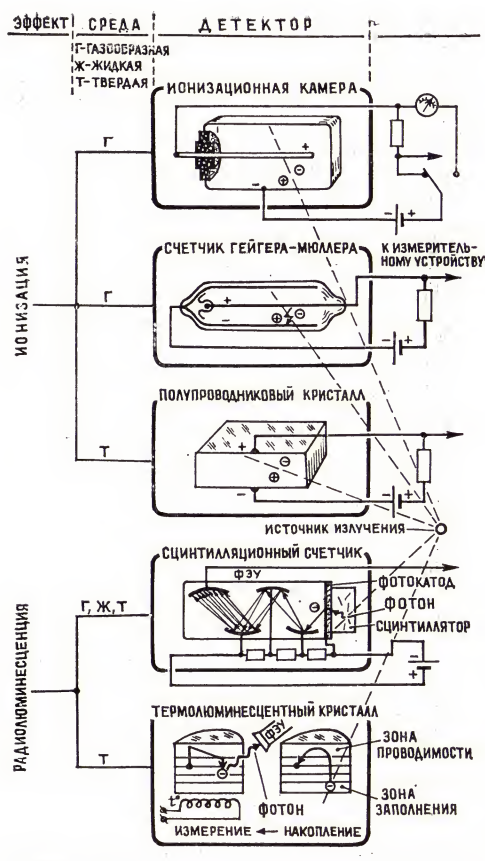 ЭФФЕКТ СРЕДА ДЕТЕКТОР
Г-ГАЗООБРАЗНАЯ
Ж-ЖИДКАЯ
Т-ТВЕРДАЯ
ИОНИЗАЦИОННАЯ КАМЕРА
Г
+
⊖
⊕
-
- +
СЧЕТЧИК ГЕЙГЕРА-МЮЛЛЕРА
К ИЗМЕРИТЕЛЬ-
НОМУ УСТРОЙСТВУ
Г
+
-
⊕ ⊖
- +
ИОНИЗАЦИЯ
ПОЛУПРОВОДНИКОВЫЙ КРИСТАЛЛ
Т
+
⊖
⊕
-
- +
ИСТОЧНИК ИЗЛУЧЕНИЯ
СЦИНТИЛЛЯЦИОННЫЙ СЧЕТЧИК
ФЭУ
ФОТОКАТОД
ФОТОН
СЦИНТИЛЛЯТОР
Г, Ж, Т
⊖
-
+
РАДИОЛЮМИНЕСЦЕНЦИЯ
ТЕРМОЛЮМИНЕСЦЕНТНЫЙ КРИСТАЛЛ
Т
ФЭУ
ЗОНА
ПРОВОДИМОСТИ
⊖
⊖
t°
ФОТОН
ЗОНА
ЗАПОЛНЕНИЯ
ИЗМЕРЕНИЕ ← НАКОПЛЕНИЕ